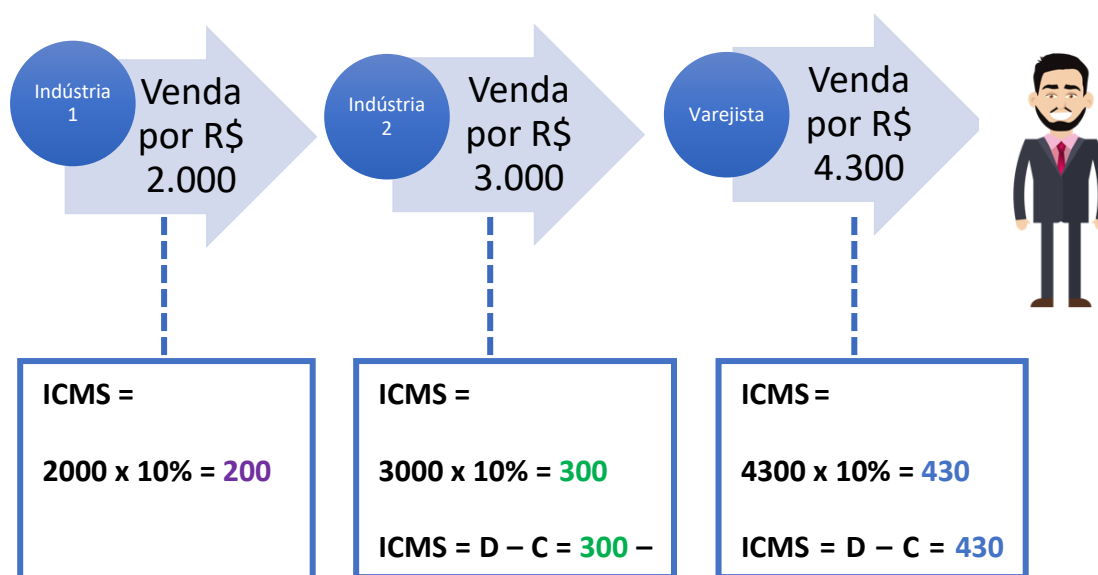 Indústria
1
Venda
por R$
2.000
Indústria
2
Venda
por R$
3.000
Varejista
Venda
por R$
4.300
ICMS =
2000 x 10% = 200
ICMS =
3000 x 10% = 300
ICMS = D – C = 300 –
ICMS =
4300 x 10% = 430
ICMS = D – C = 430